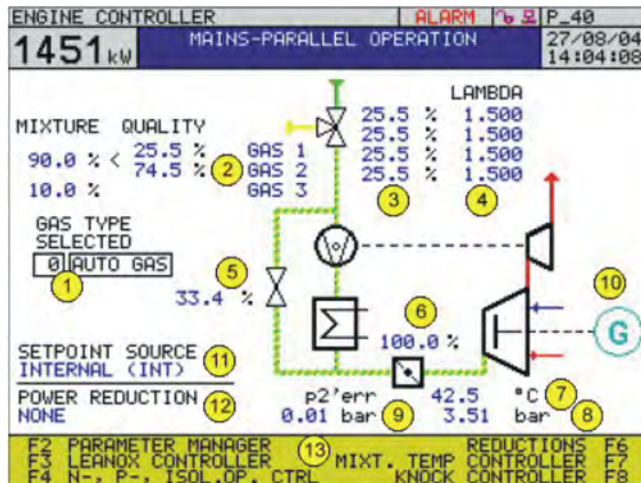 ENGINE CONTROLLER ALARM P_40
1451 kW MAINS-PARALLEL OPERATION 27/08/04
14:04:08
LAMBDA
25.5 % 1.500
25.5 % 1.500
25.5 % 1.500
25.5 % 1.500
3 4
MIXTURE QUALITY
90.0 % < 25.5 % GAS 1
74.5 % 2 GAS 2
10.0 % GAS 3
GAS TYPE
SELECTED
0 AUTO GAS
1
5
33.4 %
6
100.0 %
10
G
SETPOINT SOURCE 11
INTERNAL (INT)
POWER REDUCTION 12
NONE
p2'err 42.5 °C 7
0.01 bar 9 3.51 bar 8
F2 PARAMETER MANAGER 13 REDUCTIONS F6
F3 LEANOX CONTROLLER MIXT. TEMP CONTROLLER F7
F4 N-, P-, ISOL.OP. CTRL KNOCK CONTROLLER F8